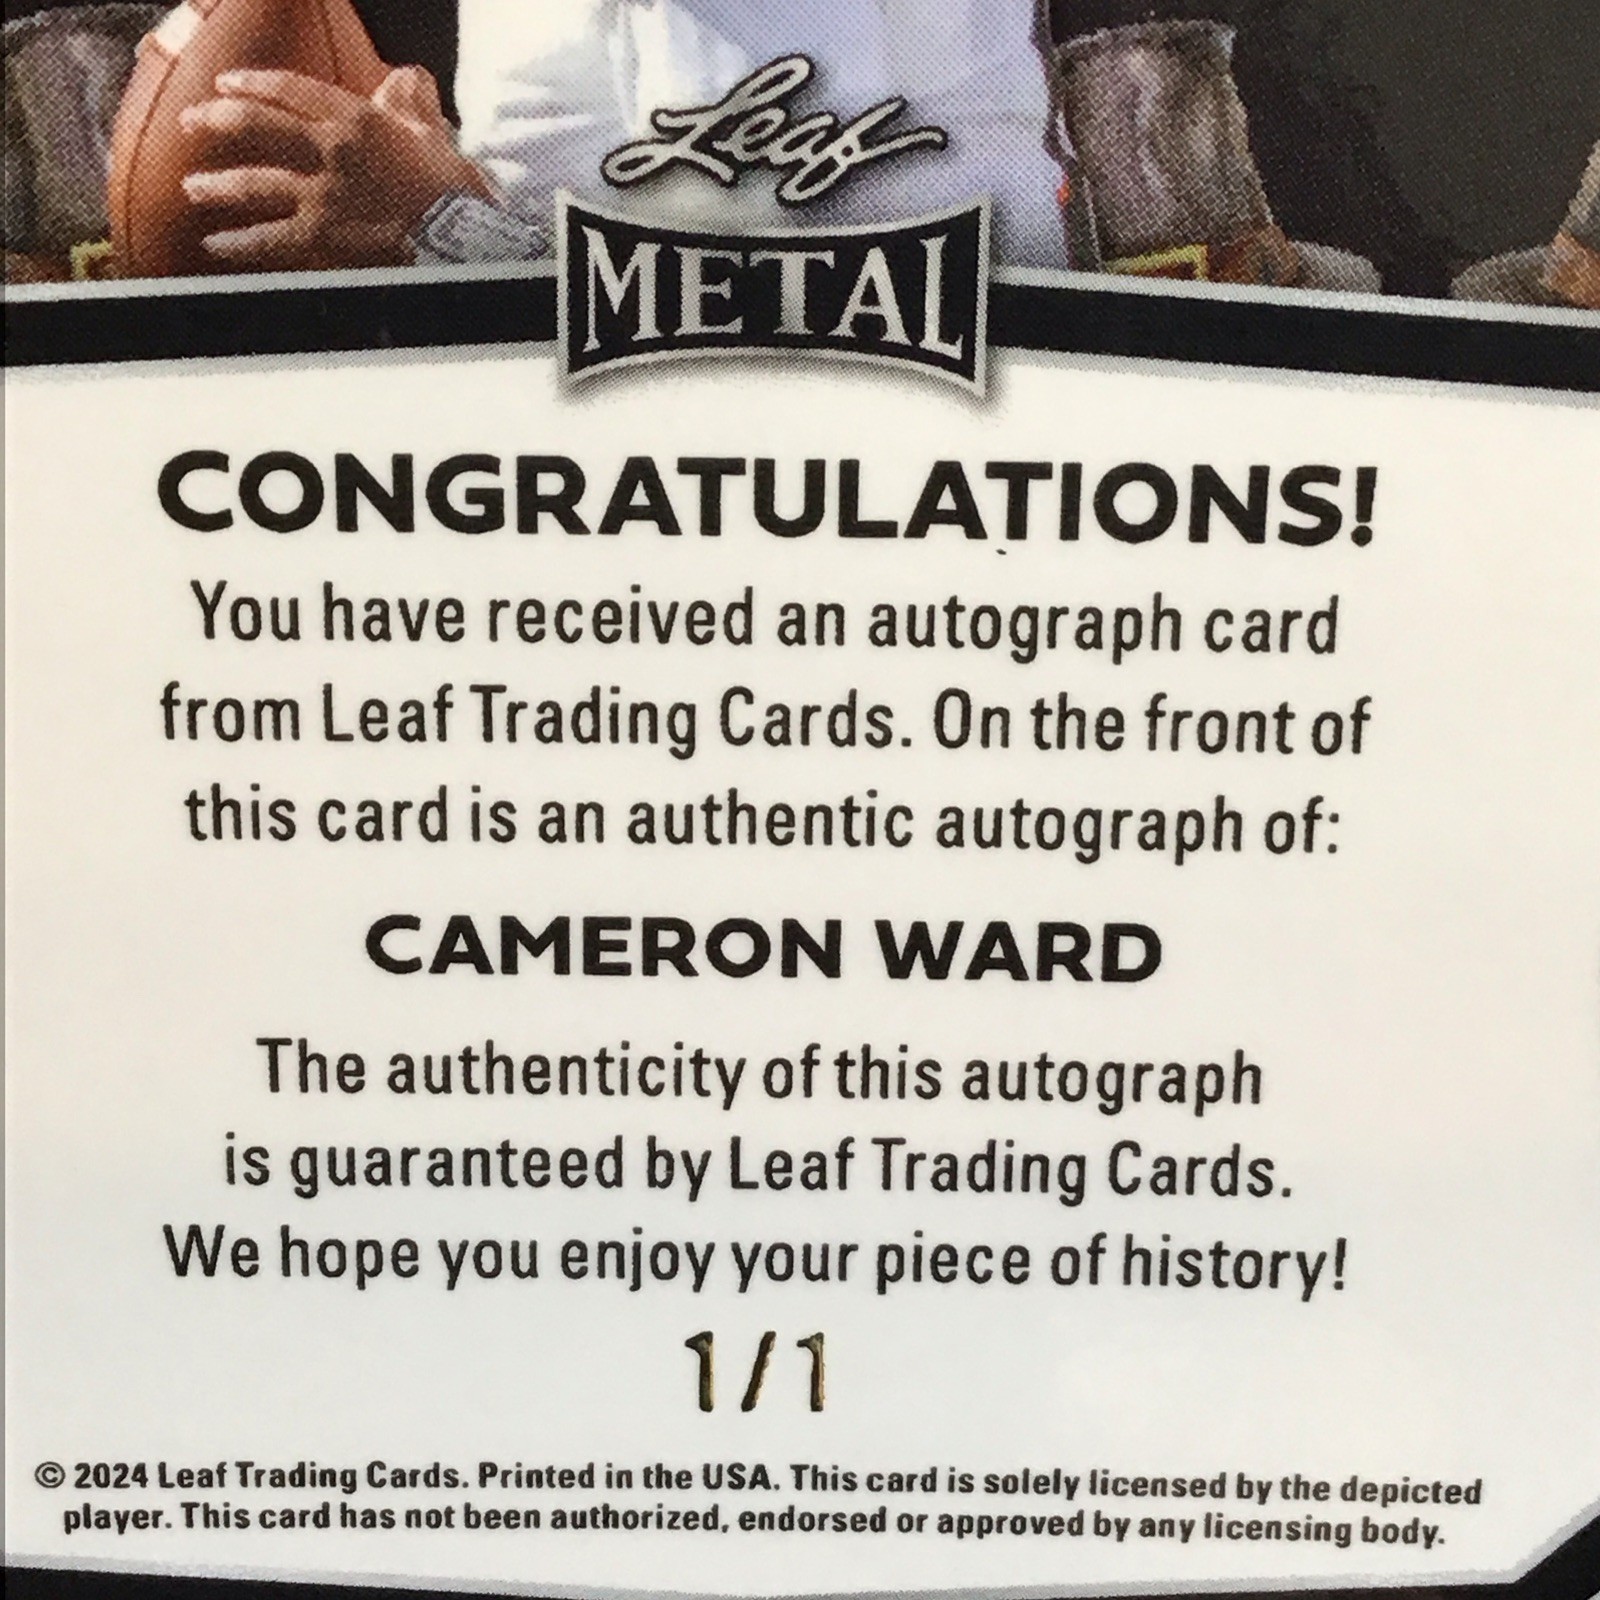 Leaf
METAL
CONGRATULATIONS!
You have received an autograph card
from Leaf Trading Cards. On the front of
this card is an authentic autograph of:
CAMERON WARD
The authenticity of this autograph
is guaranteed by Leaf Trading Cards.
We hope you enjoy your piece of history!
1/1
© 2024 Leaf Trading Cards. Printed in the USA. This card is solely licensed by the depicted
player. This card has not been authorized, endorsed or approved by any licensing body.